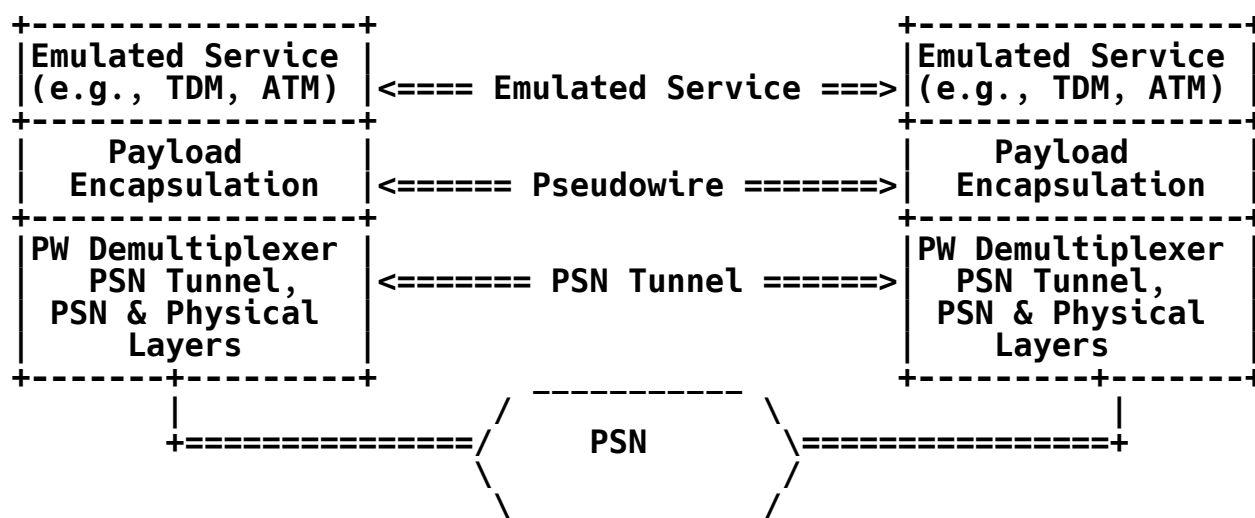 +-----------------+                           +-----------------+
|Emulated Service |                           |Emulated Service |
|(e.g., TDM, ATM) |<==== Emulated Service ===>|(e.g., TDM, ATM) |
+-----------------+                           +-----------------+
|    Payload      |                           |    Payload      |
|  Encapsulation  |<====== Pseudowire =======>|  Encapsulation  |
+-----------------+                           +-----------------+
|PW Demultiplexer |                           |PW Demultiplexer |
|   PSN Tunnel,   |<======= PSN Tunnel ======>|  PSN Tunnel,    |
| PSN & Physical  |                           | PSN & Physical  |
|     Layers      |                           |    Layers       |
+-------+---------+        ___________        +---------+-------+
        |                /             \                |
        +===============/     PSN       \===============+
                        \               /
                         \             /